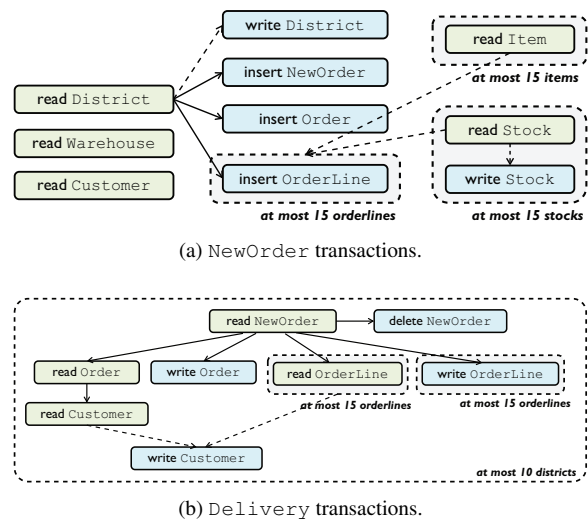 write District
read Item
insert NewOrder
at most 15 items
read District
insert Order
read Stock
read Warehouse
insert OrderLine
write Stock
read Customer
at most 15 orderlines
at most 15 stocks
(a) NewOrder transactions.
read NewOrder
delete NewOrder
read Order
write Order
read OrderLine
write OrderLine
read Customer
at most 15 orderlines
at most 15 orderlines
write Customer
at most 10 districts
(b) Delivery transactions.